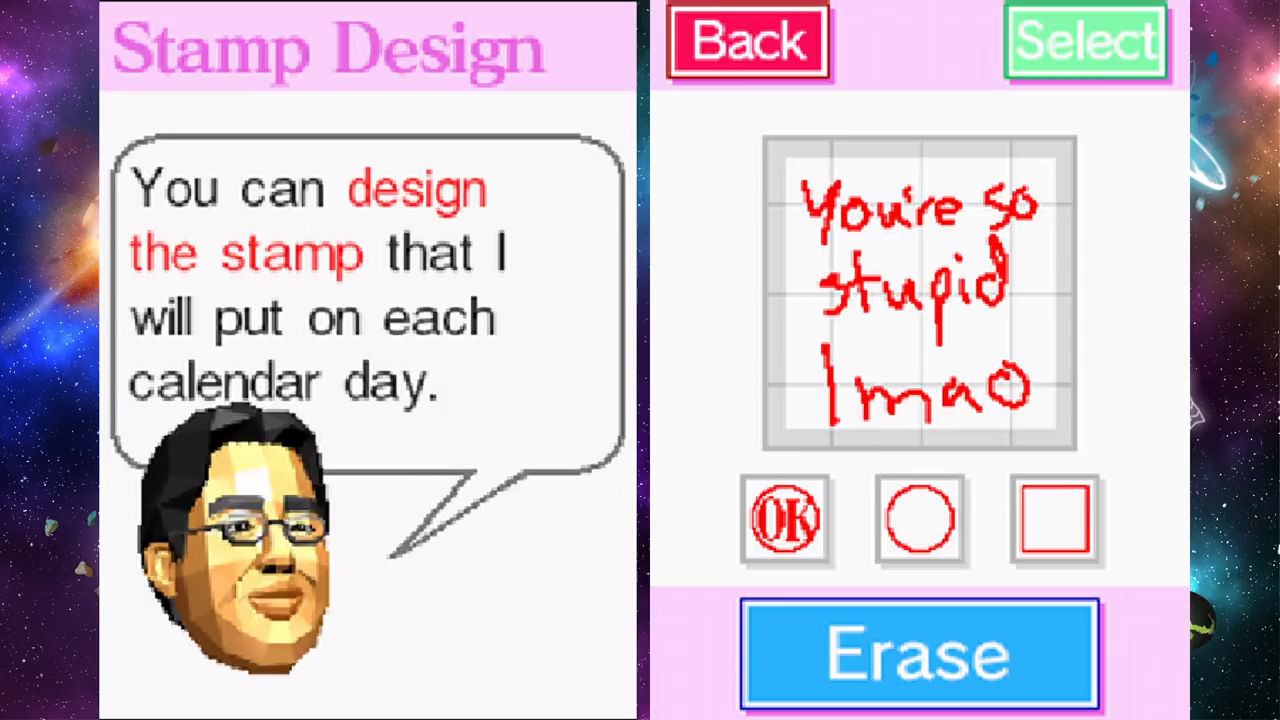 Stamp Design
You can design
the stamp that I
will put on each
calendar day.
Back
Select
You're so
stupid
lmao
OK
Erase